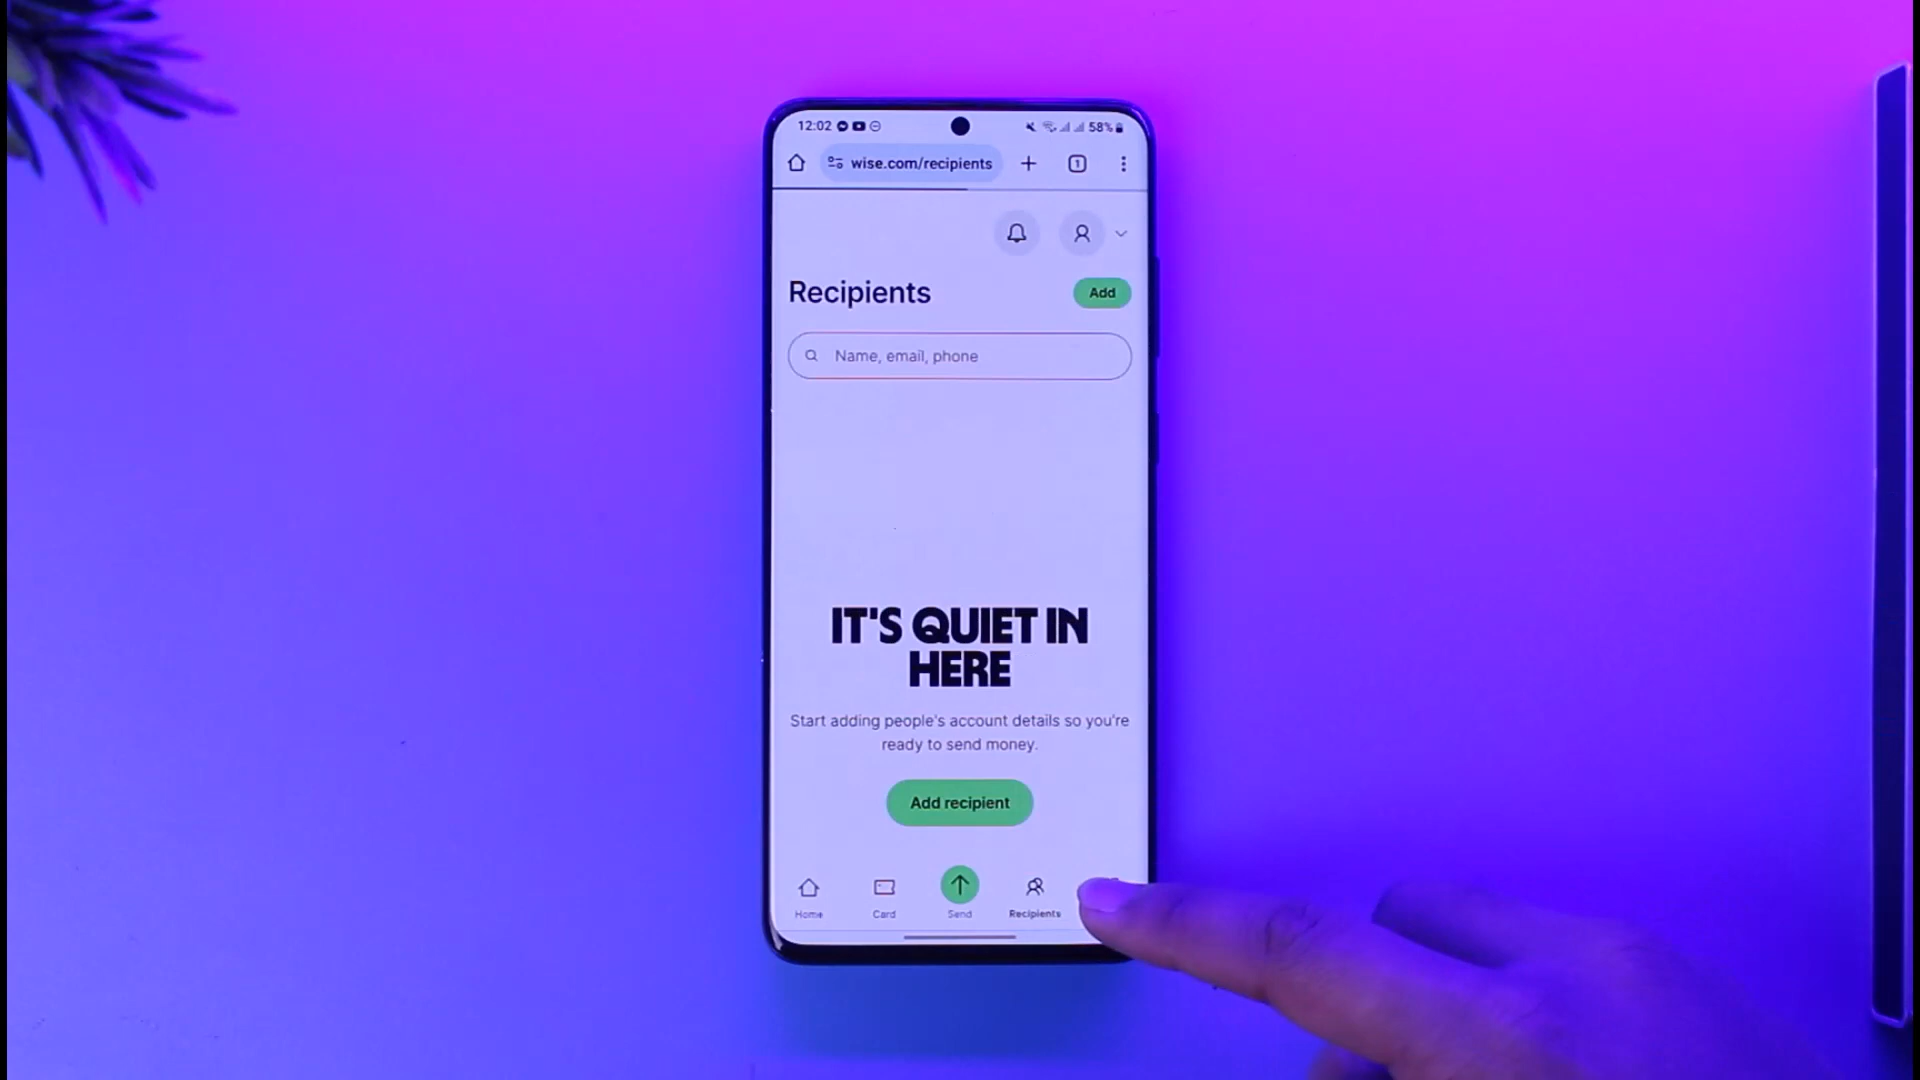 12:02 58%
wise.com/recipients 1
Recipients Add
Name, email, phone
IT'S QUIET IN
HERE
Start adding people's account details so you're
ready to send money.
Add recipient
Home Card Send Recipients